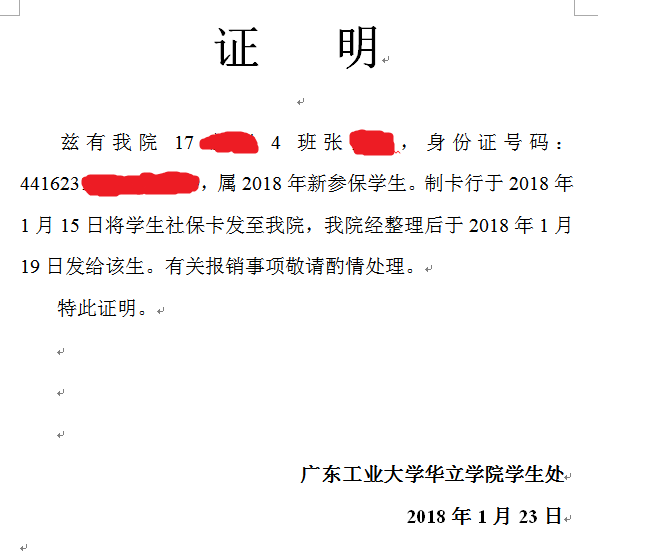 证 明
兹有我院 17 4 班张 ，身份证号码：
441623 ，属 2018 年新参保学生。制卡行于 2018 年
1 月 15 日将学生社保卡发至我院，我院经整理后于 2018 年 1 月
19 日发给该生。有关报销事项敬请酌情处理。
特此证明。
广东工业大学华立学院学生处
2018 年 1 月 23 日